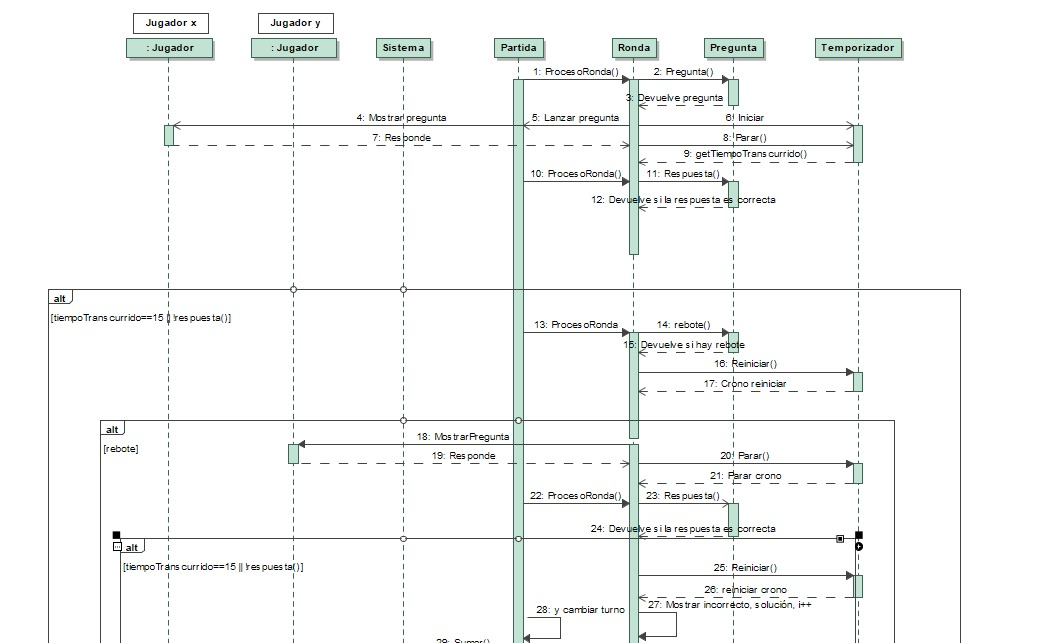 Jugador x
Jugador y
: Jugador
: Jugador
Sistema
Partida
Ronda
Pregunta
Temporizador
1: ProcesoRonda()
2: Pregunta()
3: Devuelve pregunta
4: Mostrar pregunta
5: Lanzar pregunta
6: Iniciar
7: Responde
8: Parar()
9: getTiempoTranscurrido()
10: ProcesoRonda()
11: Respuesta()
12: Devuelve si la respuesta es correcta
alt
[tiempoTranscurrido==15 || !respuesta()]
13: ProcesoRonda
14: rebote()
15: Devuelve si hay rebote
16: Reiniciar()
17: Crono reiniciar
alt
[rebote]
18: MostrarPregunta
19: Responde
20: Parar()
21: Parar crono
22: ProcesoRonda()
23: Respuesta()
24: Devuelve si la respuesta es correcta
alt
[tiempoTranscurrido==15 || !respuesta()]
25: Reiniciar()
26: reiniciar crono
27: Mostrar incorrecto, solución, i++
28: y cambiar turno
29: Sumar()